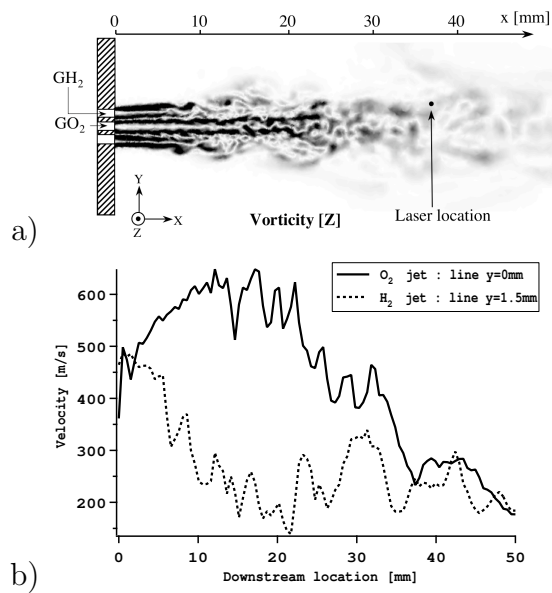 0 10 20 30 40 x [mm]
GH2
GO2
Y
X
Z
Vorticity [Z]
Laser location
a)
O2 jet : line y=0mm
H2 jet : line y=1.5mm
600
500
400
300
200
Velocity [m/s]
0 10 20 30 40 50
Downstream location [mm]
b)